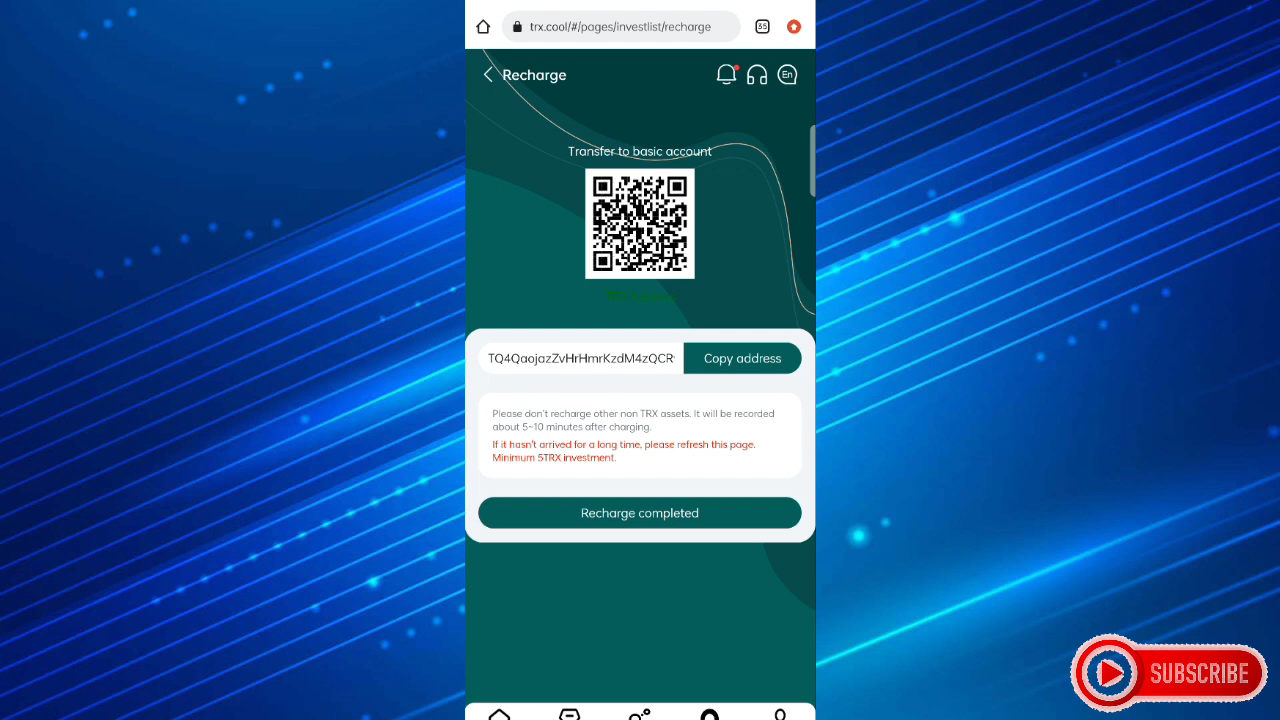 35
trx.cool/#/pages/investlist/recharge
Recharge
En
Transfer to basic account
TQ4QaojazZvHrHmrKzdM4zQCR
Copy address
Please don't recharge other non TRX assets. It will be recorded
about 5~10 minutes after charging.
If it hasn't arrived for a long time, please refresh this page.
Minimum 5TRX investment.
Recharge completed
SUBSCRIBE